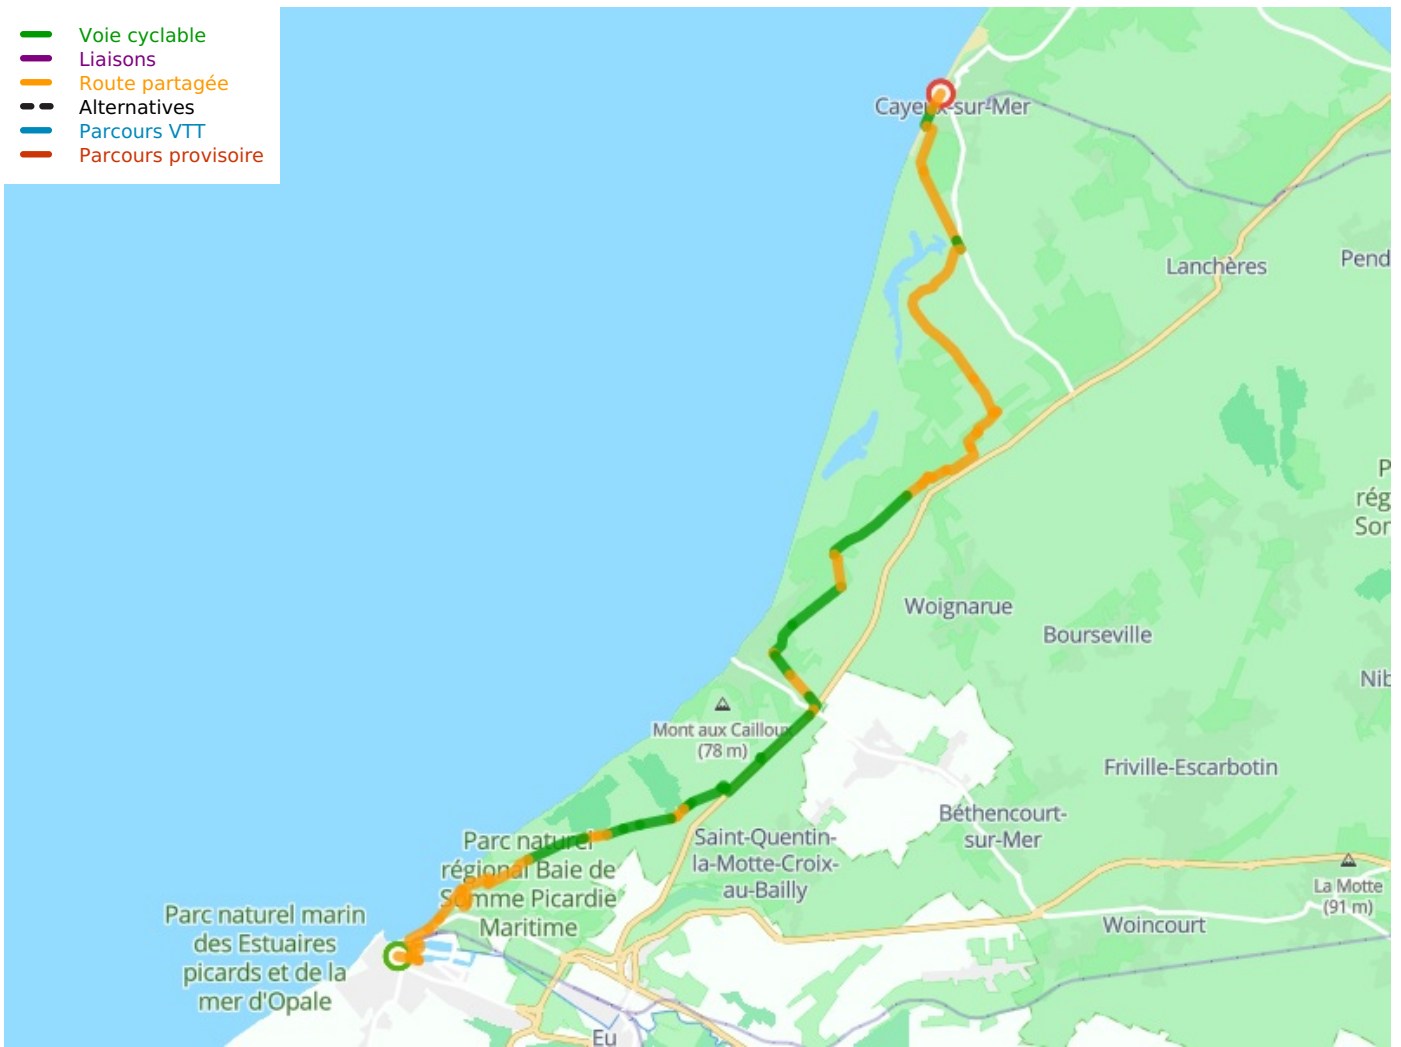 Voie cyclable
Liaisons
Route partagée
Alternatives
Parcours VTT
Parcours provisoire
Cayeux-sur-Mer
Lanchères
Pend
P
rég
Son
Woignarue
Bourseville
Nib
Mont aux Cailloux
(78 m)
Friville-Escarbotin
Béthencourt-
sur-Mer
Saint-Quentin-
la-Motte-Croix-
au-Bailly
Parc naturel
régional Baie de
Somme Picardie
Maritime
La Motte
(91 m)
Woincourt
Parc naturel marin
des Estuaires
picards et de la
mer d'Opale
Eu